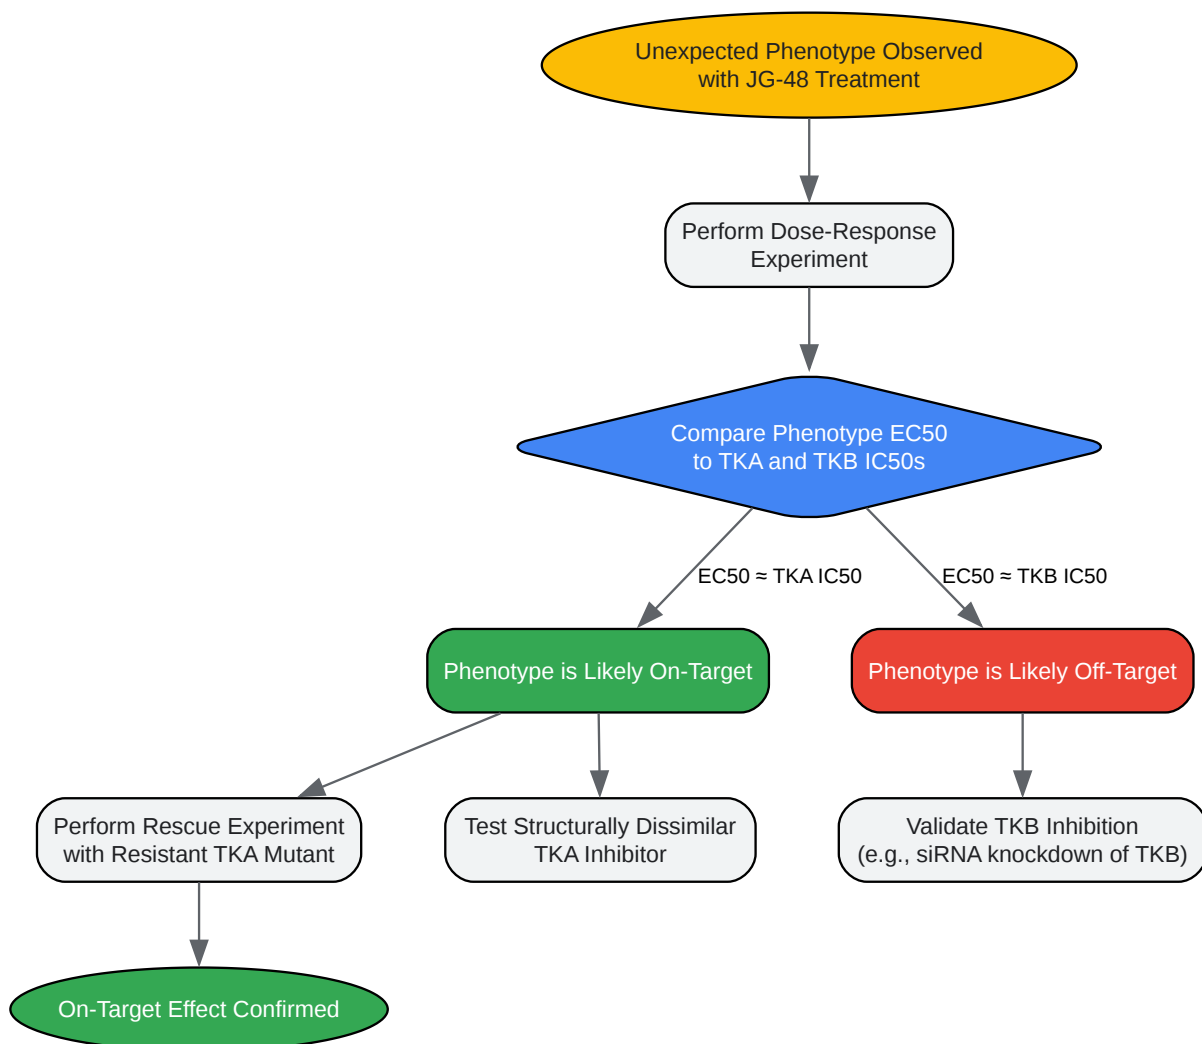 Unexpected Phenotype Observed
with JG-48 Treatment
Perform Dose-Response
Experiment
Compare Phenotype EC50
to TKA and TKB IC50s
EC50 ≈ TKA IC50
EC50 ≈ TKB IC50
Phenotype is Likely On-Target
Phenotype is Likely Off-Target
Perform Rescue Experiment
with Resistant TKA Mutant
Test Structurally Dissimilar
TKA Inhibitor
Validate TKB Inhibition
(e.g., siRNA knockdown of TKB)
On-Target Effect Confirmed